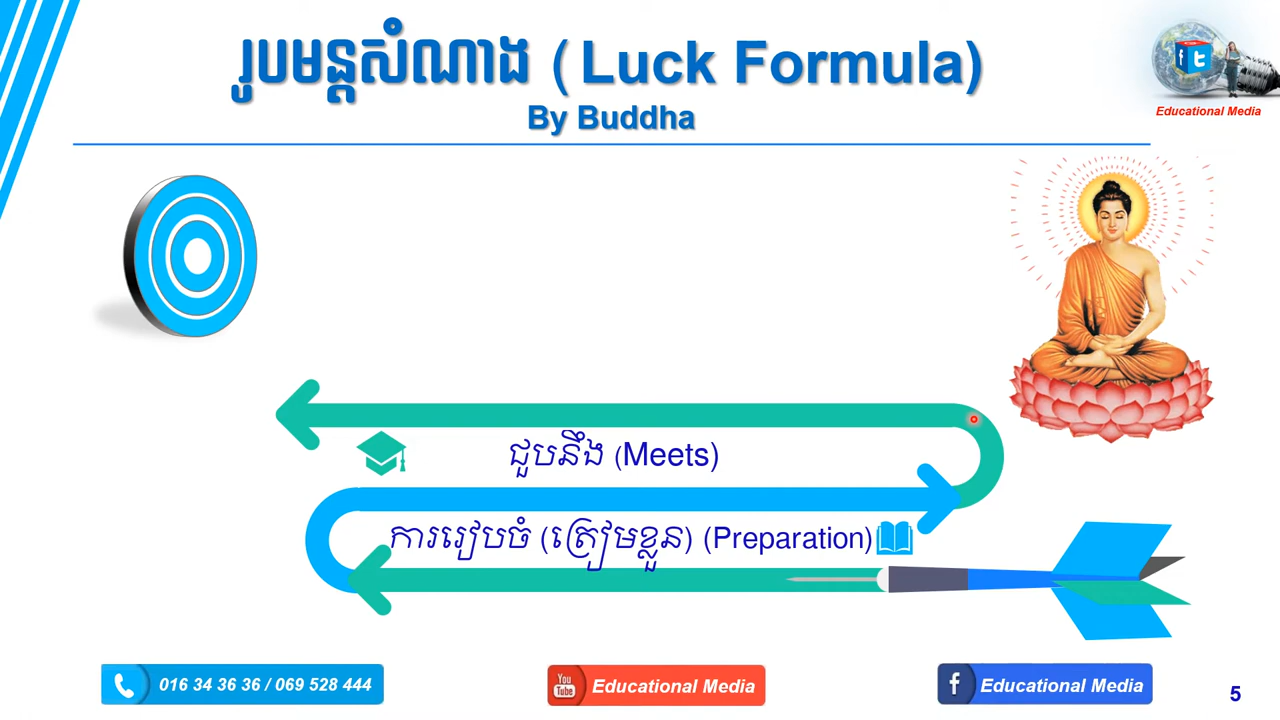 រូបមន្តសំណាង ( Luck Formula)
By Buddha
Educational Media
ជួបនឹង (Meets)
ការរៀបចំ (ត្រៀមខ្លួន) (Preparation)
016 34 36 36 / 069 528 444
You Tube Educational Media
f Educational Media
5